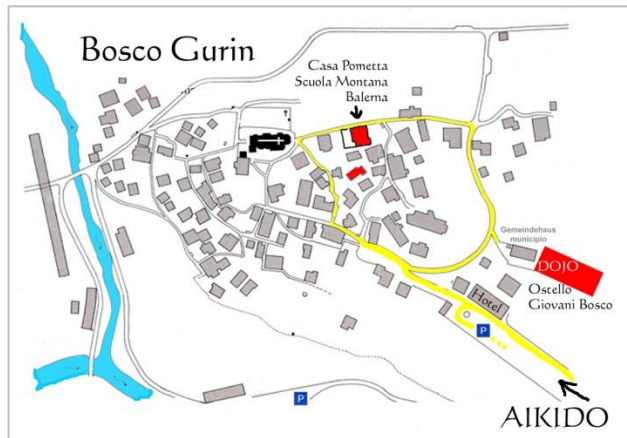 Bosco Gurin
Casa Pometta
Scuola Montana
Balerna
Gemeindehaus
municipio
DOJO
Ostello
Giovani Bosco
Hotel
P
P
AIKIDO